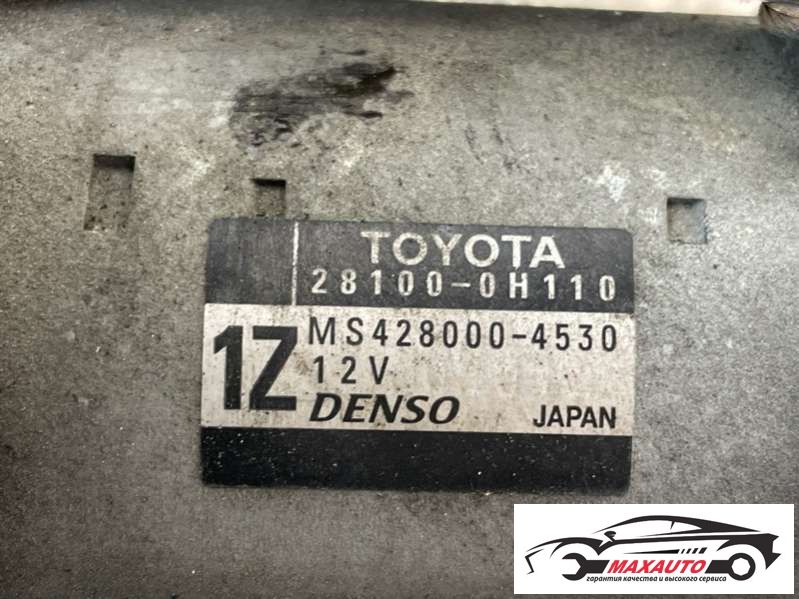 TOYOTA
28100-0H110
1Z
MS428000-4530
12V
DENSO JAPAN
MAXAUTO
гарантия качества и высокого сервиса